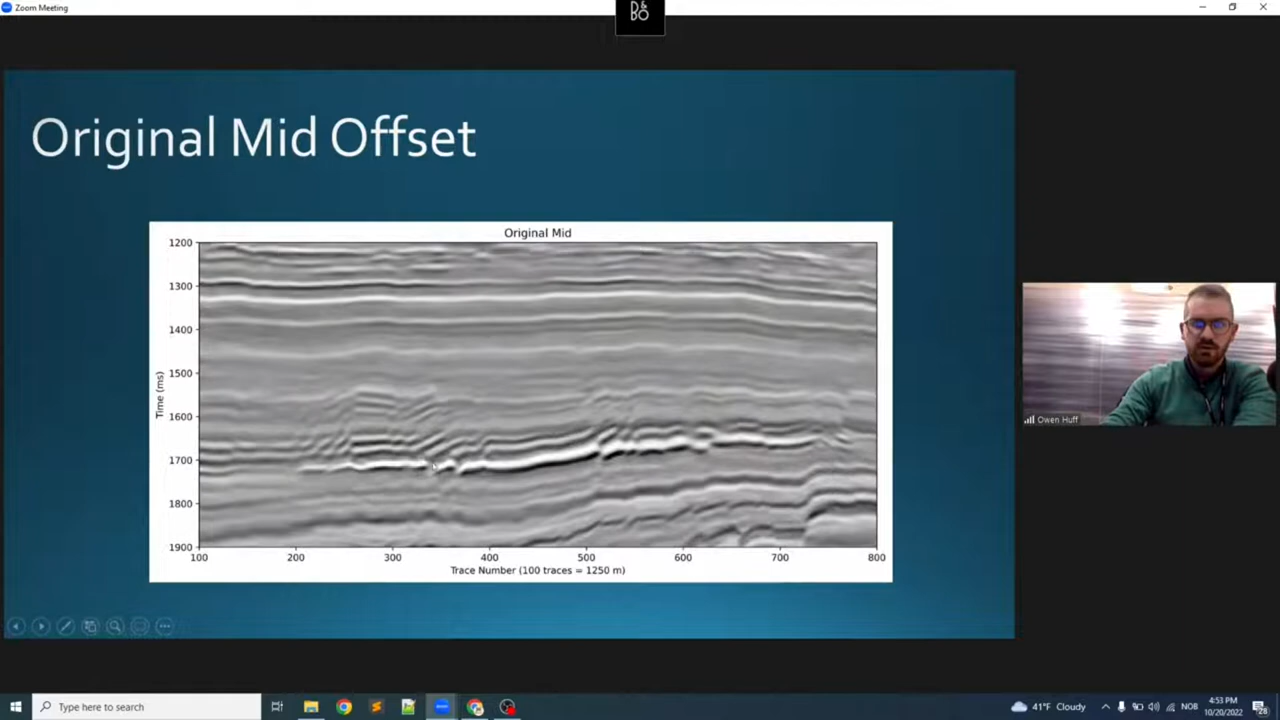 Zoom Meeting
B&
BO
Original Mid Offset
Original Mid
1200
1300
1400
1500
1600
1700
1800
1900
Time (ms)
100 200 300 400 500 600 700 800
Trace Number (100 traces = 1250 m)
Owen Huff
Type here to search
41°F Cloudy
NOB
4:53 PM
10/20/2022
28